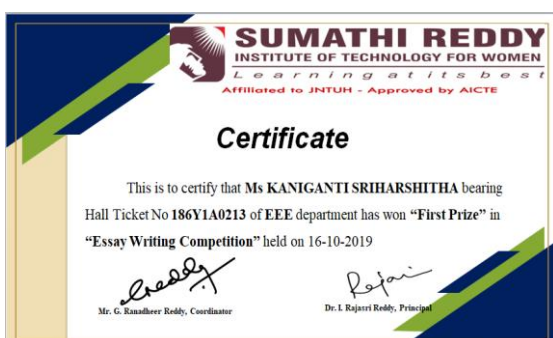 SUMATHI REDDY
INSTITUTE OF TECHNOLOGY FOR WOMEN
Learning at its best
Affiliated to JNTUH - Approved by AICTE
Certificate
This is to certify that Ms KANIGANTI SRIHARSHITHA bearing
Hall Ticket No 186Y1A0213 of EEE department has won “First Prize” in
“Essay Writing Competition” held on 16-10-2019
Mr. G. Ranadheer Reddy, Coordinator Dr. I. Rajasri Reddy, Principal